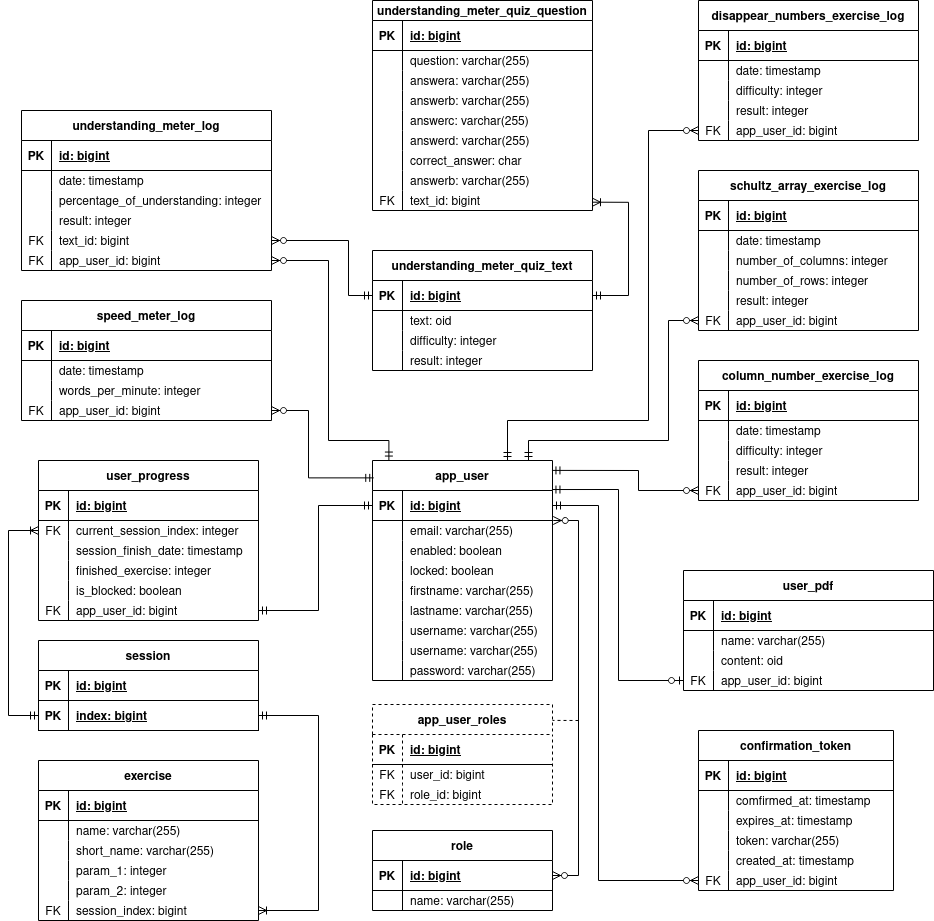 understanding_meter_quiz_question
PK id: bigint
question: varchar(255)
answera: varchar(255)
answerb: varchar(255)
answerc: varchar(255)
answerd: varchar(255)
correct_answer: char
answerb: varchar(255)
FK text_id: bigint
disappear_numbers_exercise_log
PK id: bigint
date: timestamp
difficulty: integer
result: integer
FK app_user_id: bigint
understanding_meter_log
PK id: bigint
date: timestamp
percentage_of_understanding: integer
result: integer
FK text_id: bigint
FK app_user_id: bigint
schultz_array_exercise_log
PK id: bigint
date: timestamp
number_of_columns: integer
number_of_rows: integer
result: integer
FK app_user_id: bigint
understanding_meter_quiz_text
PK id: bigint
text: oid
difficulty: integer
result: integer
speed_meter_log
PK id: bigint
date: timestamp
words_per_minute: integer
FK app_user_id: bigint
column_number_exercise_log
PK id: bigint
date: timestamp
difficulty: integer
result: integer
FK app_user_id: bigint
user_progress
PK id: bigint
FK current_session_index: integer
session_finish_date: timestamp
finished_exercise: integer
is_blocked: boolean
FK app_user_id: bigint
app_user
PK id: bigint
email: varchar(255)
enabled: boolean
locked: boolean
firstname: varchar(255)
lastname: varchar(255)
username: varchar(255)
username: varchar(255)
password: varchar(255)
user_pdf
PK id: bigint
name: varchar(255)
content: oid
FK app_user_id: bigint
session
PK id: bigint
PK index: bigint
app_user_roles
PK id: bigint
FK user_id: bigint
FK role_id: bigint
confirmation_token
PK id: bigint
comfirmed_at: timestamp
expires_at: timestamp
token: varchar(255)
created_at: timestamp
FK app_user_id: bigint
exercise
PK id: bigint
name: varchar(255)
short_name: varchar(255)
param_1: integer
param_2: integer
FK session_index: bigint
role
PK id: bigint
name: varchar(255)